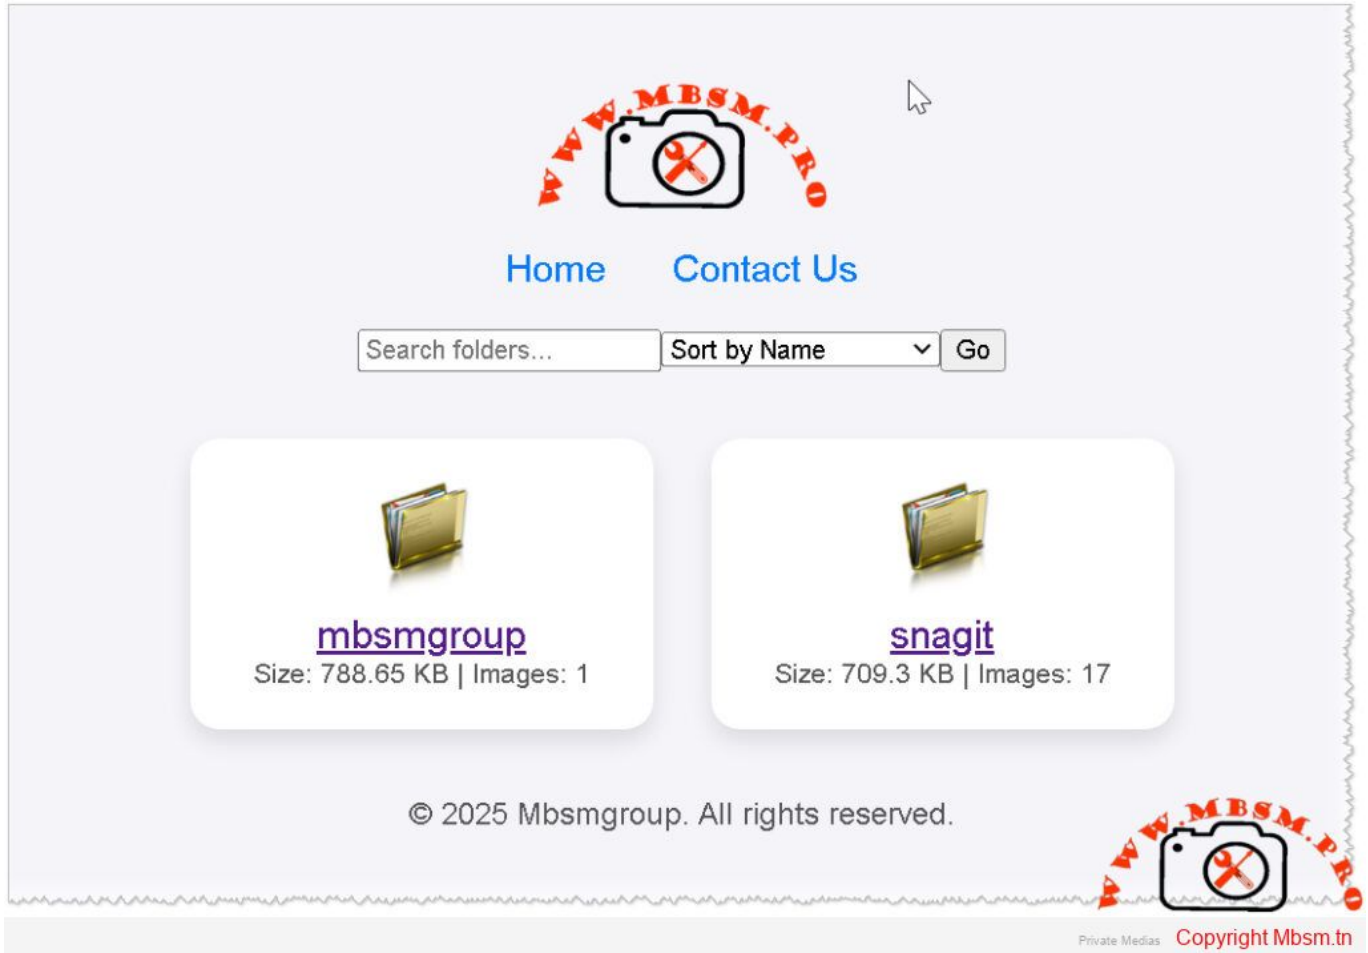 WWW.MBSM.PRO
Home Contact Us
Search folders... Sort by Name Go
mbsmgroup snagit
Size: 788.65 KB | Images: 1 Size: 709.3 KB | Images: 17
© 2025 Mbsmgroup. All rights reserved.
WWW.MBSM.PRO
Private Medias Copyright Mbsm.tn